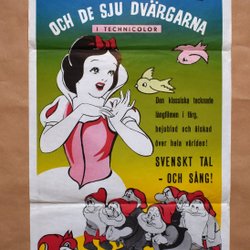 OCH DE SJU DVÄRGARNA
I TECHNICOLOR
Den klassiska tecknade
långfilmen i färg,
bejublad och älskad
över hela världen!
SVENSKT TAL
- OCH SÅNG!